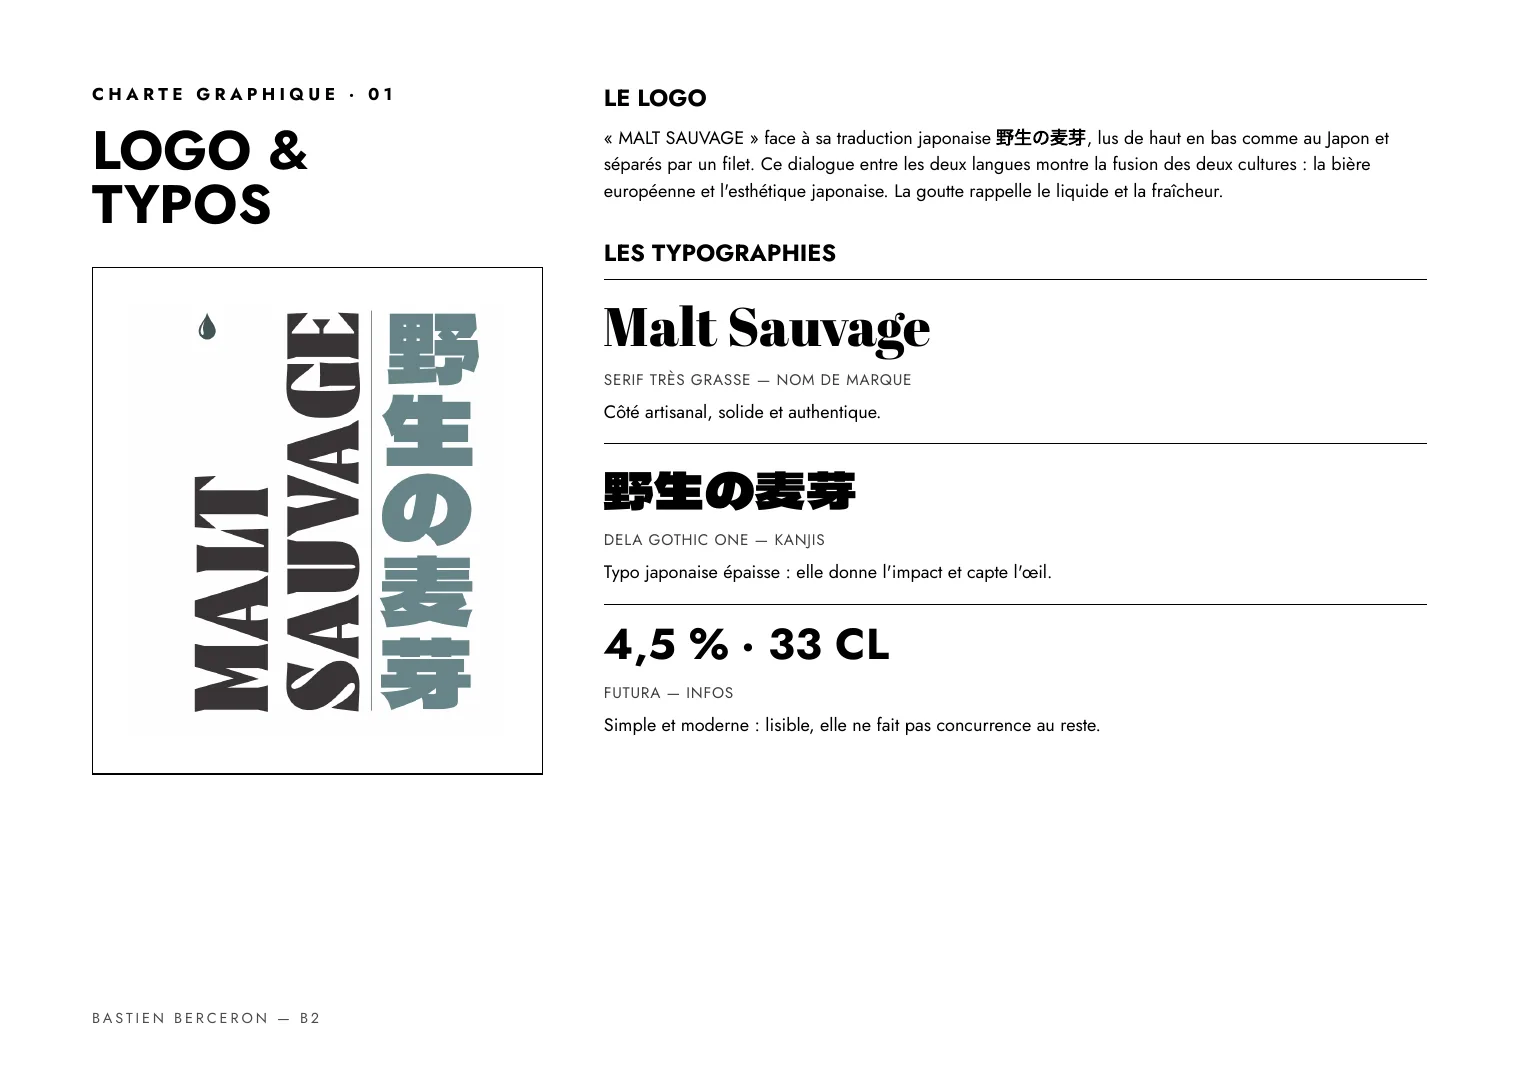 CHARTE GRAPHIQUE · 01
LOGO &
TYPOS
MALT
SAUVAGE
野生の麦芽
LE LOGO
« MALT SAUVAGE » face à sa traduction japonaise 野生の麦芽, lus de haut en bas comme au Japon et
séparés par un filet. Ce dialogue entre les deux langues montre la fusion des deux cultures : la bière
européenne et l'esthétique japonaise. La goutte rappelle le liquide et la fraîcheur.
LES TYPOGRAPHIES
Malt Sauvage
SERIF TRÈS GRASSE — NOM DE MARQUE
Côté artisanal, solide et authentique.
野生の麦芽
DELA GOTHIC ONE — KANJIS
Typo japonaise épaisse : elle donne l'impact et capte l'œil.
4,5 % · 33 CL
FUTURA — INFOS
Simple et moderne : lisible, elle ne fait pas concurrence au reste.
BASTIEN BERCERON — B2